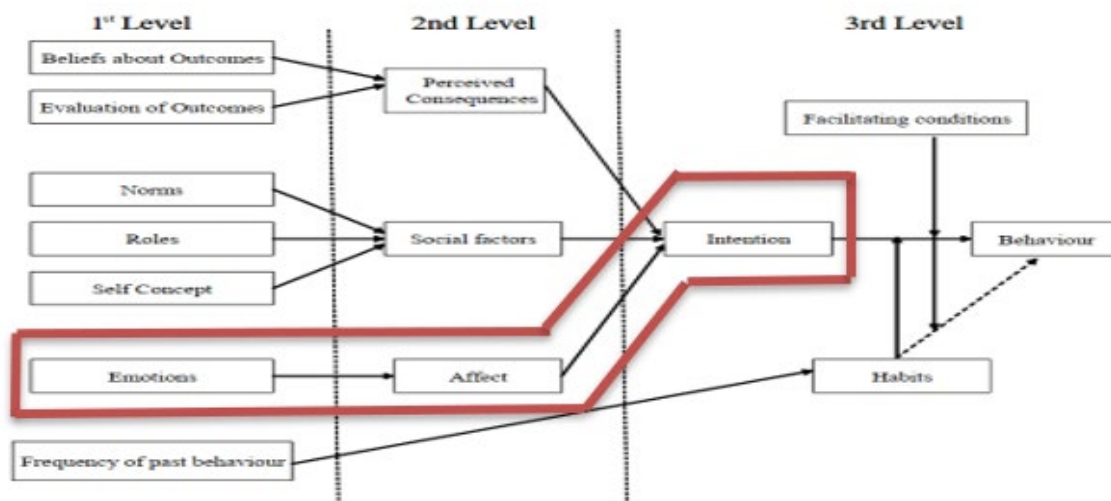 1st Level
2nd Level
3rd Level
Beliefs about Outcomes
Evaluation of Outcomes
Perceived
Consequences
Facilitating conditions
Norms
Roles
Self Concept
Social factors
Intention
Behaviour
Emotions
Affect
Habits
Frequency of past behaviour